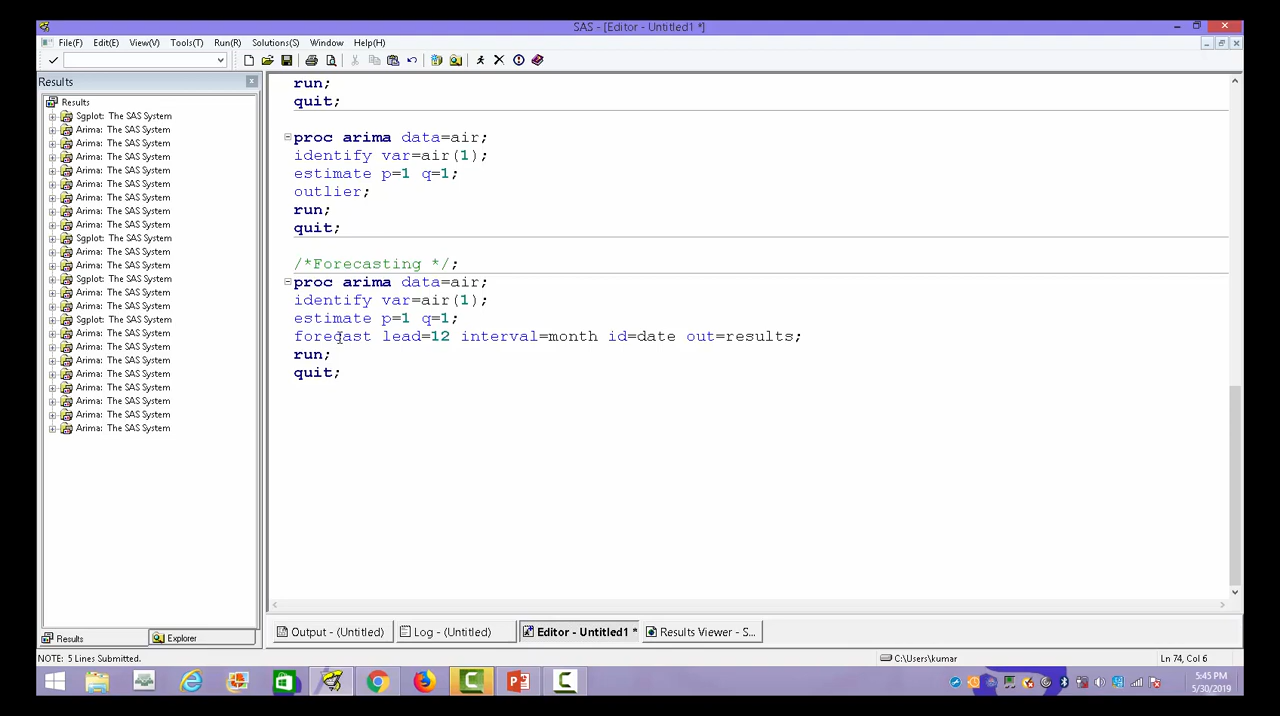 SAS - [Editor - Untitled1 *]
File(F) Edit(E) View(V) Tools(T) Run(R) Solutions(S) Window Help(H)
Results
Results
Sgplot: The SAS System
Arima: The SAS System
Arima: The SAS System
Arima: The SAS System
Arima: The SAS System
Arima: The SAS System
Arima: The SAS System
Arima: The SAS System
Arima: The SAS System
Sgplot: The SAS System
Arima: The SAS System
Arima: The SAS System
Sgplot: The SAS System
Arima: The SAS System
Arima: The SAS System
Sgplot: The SAS System
Arima: The SAS System
Arima: The SAS System
Arima: The SAS System
Arima: The SAS System
Arima: The SAS System
Arima: The SAS System
Arima: The SAS System
Arima: The SAS System
run;
quit;
proc arima data=air;
identify var=air(1);
estimate p=1 q=1;
outlier;
run;
quit;
/*Forecasting */;
proc arima data=air;
identify var=air(1);
estimate p=1 q=1;
forecast lead=12 interval=month id=date out=results;
run;
quit;
Results Explorer
Output - (Untitled) Log - (Untitled) Editor - Untitled1 * Results Viewer - S...
NOTE: 5 Lines Submitted. C:\Users\kumar Ln 74, Col 6
5:45 PM
5/30/2019